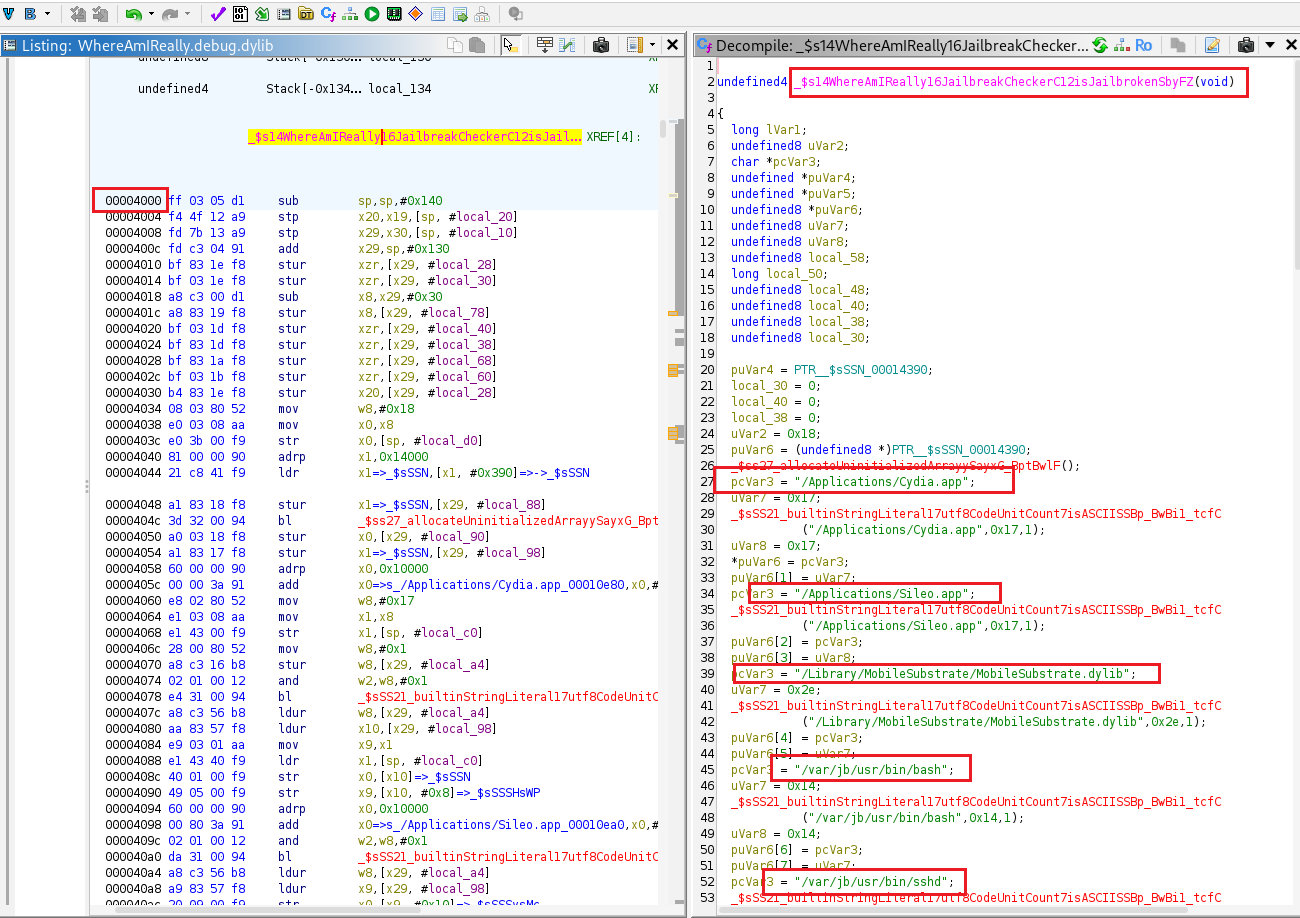 Listing: WhereAmIReally.debug.dylib
Stack[-0x130... local_130
undefined4 Stack[-0x134... local_134
_$s14WhereAmIReally16JailbreakCheckerC12isJail... XREF[4]:
00004000 ff 03 05 d1 sub sp,sp,#0x140
00004004 f4 4f 12 a9 stp x20,x19,[sp, #local_20]
00004008 fd 7b 13 a9 stp x29,x30,[sp, #local_10]
0000400c fd c3 04 91 add x29,sp,#0x130
00004010 bf 83 1e f8 stur xzr,[x29, #local_28]
00004014 bf 03 1e f8 stur xzr,[x29, #local_30]
00004018 a8 c3 00 d1 sub x8,x29,#0x30
0000401c a8 83 19 f8 stur x8,[x29, #local_78]
00004020 bf 03 1d f8 stur xzr,[x29, #local_40]
00004024 bf 83 1d f8 stur xzr,[x29, #local_38]
00004028 bf 83 1a f8 stur xzr,[x29, #local_68]
0000402c bf 03 1b f8 stur xzr,[x29, #local_60]
00004030 b4 83 1e f8 stur x20,[x29, #local_28]
00004034 08 03 80 52 mov w8,#0x18
00004038 e0 03 08 aa mov x0,x8
0000403c e0 3b 00 f9 str x0,[sp, #local_d0]
00004040 81 00 00 90 adrp x1,0x14000
00004044 21 c8 41 f9 ldr x1=>_$sSSN,[x1, #0x390]=>->_$sSSN
00004048 a1 83 18 f8 stur x1=>_$sSSN,[x29, #local_88]
0000404c 3d 32 00 94 bl _$ss27_allocateUninitializedArrayySayxG_Bpt
00004050 a0 03 18 f8 stur x0,[x29, #local_90]
00004054 a1 83 17 f8 stur x1=>_$sSSN,[x29, #local_98]
00004058 60 00 00 90 adrp x0,0x10000
0000405c 00 00 3a 91 add x0=>s_/Applications/Cydia.app_00010e80,x0,#
00004060 e8 02 80 52 mov w8,#0x17
00004064 e1 03 08 aa mov x1,x8
00004068 e1 43 00 f9 str x1,[sp, #local_c0]
0000406c 28 00 80 52 mov w8,#0x1
00004070 a8 c3 16 b8 stur w8,[x29, #local_a4]
00004074 02 01 00 12 and w2,w8,#0x1
00004078 e4 31 00 94 bl _$sSS21_builtinStringLiteral17utf8CodeUnitC
0000407c a8 c3 56 b8 ldur w8,[x29, #local_a4]
00004080 aa 83 57 f8 ldur x10,[x29, #local_98]
00004084 e9 03 01 aa mov x9,x1
00004088 e1 43 40 f9 ldr x1,[sp, #local_c0]
0000408c 40 01 00 f9 str x0,[x10]=>_$sSSN
00004090 49 05 00 f9 str x9,[x10, #0x8]=>_$sSSSHsWP
00004094 60 00 00 90 adrp x0,0x10000
00004098 00 80 3a 91 add x0=>s_/Applications/Sileo.app_00010ea0,x0,#
0000409c 02 01 00 12 and w2,w8,#0x1
000040a0 da 31 00 94 bl _$sSS21_builtinStringLiteral17utf8CodeUnitC
000040a4 a8 c3 56 b8 ldur w8,[x29, #local_a4]
000040a8 a9 83 57 f8 ldur x9,[x29, #local_98]
000040ac 20 09 00 f9 str x0,[x9, #0x10]=>_$sSSSysMc
Decompile: _$s14WhereAmIReally16JailbreakChecker...
1
2 undefined4 _$s14WhereAmIReally16JailbreakCheckerC12isJailbrokenSbyFZ(void)
3
4 {
5 long lVar1;
6 undefined8 uVar2;
7 char *pcVar3;
8 undefined *puVar4;
9 undefined *puVar5;
10 undefined8 *puVar6;
11 undefined8 uVar7;
12 undefined8 uVar8;
13 undefined8 local_58;
14 long local_50;
15 undefined8 local_48;
16 undefined8 local_40;
17 undefined8 local_38;
18 undefined8 local_30;
19
20 puVar4 = PTR__$sSSN_00014390;
21 local_30 = 0;
22 local_40 = 0;
23 local_38 = 0;
24 uVar2 = 0x18;
25 puVar6 = (undefined8 *)PTR__$sSSN_00014390;
26 _$ss27_allocateUninitializedArrayySayxG_BptBwlF();
27 pcVar3 = "/Applications/Cydia.app";
28 uVar7 = 0x17;
29 _$sSS21_builtinStringLiteral17utf8CodeUnitCount7isASCIISSBp_BwBi1_tcfC
30 ("/Applications/Cydia.app",0x17,1);
31 uVar8 = 0x17;
32 *puVar6 = pcVar3;
33 puVar6[1] = uVar7;
34 pcVar3 = "/Applications/Sileo.app";
35 _$sSS21_builtinStringLiteral17utf8CodeUnitCount7isASCIISSBp_BwBi1_tcfC
36 ("/Applications/Sileo.app",0x17,1);
37 puVar6[2] = pcVar3;
38 puVar6[3] = uVar8;
39 pcVar3 = "/Library/MobileSubstrate/MobileSubstrate.dylib";
40 uVar7 = 0x2e;
41 _$sSS21_builtinStringLiteral17utf8CodeUnitCount7isASCIISSBp_BwBi1_tcfC
42 ("/Library/MobileSubstrate/MobileSubstrate.dylib",0x2e,1);
43 puVar6[4] = pcVar3;
44 puVar6[5] = uVar7;
45 pcVar3 = "/var/jb/usr/bin/bash";
46 uVar7 = 0x14;
47 _$sSS21_builtinStringLiteral17utf8CodeUnitCount7isASCIISSBp_BwBi1_tcfC
48 ("/var/jb/usr/bin/bash",0x14,1);
49 uVar8 = 0x14;
50 puVar6[6] = pcVar3;
51 puVar6[7] = uVar7;
52 pcVar3 = "/var/jb/usr/bin/sshd";
53 _$sSS21_builtinStringLiteral17utf8CodeUnitCount7isASCIISSBp_BwBi1_tcfC